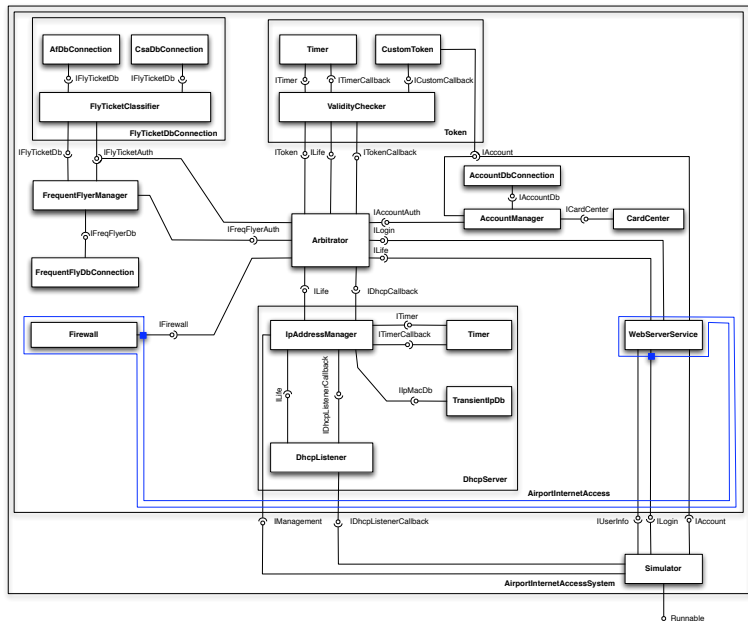 AfDbConnection
CsaDbConnection
IFlyTicketDb
IFlyTicketDb
FlyTicketClassifier
FlyTicketDbConnection
Timer
CustomToken
ITimer
ITimerCallback
ICustomCallback
ValidityChecker
Token
IFlyTicketDb
IFlyTicketAuth
IToken
ILife
ITokenCallback
IAccount
AccountDbConnection
IAccountDb
FrequentFlyerManager
IFreqFlyerDb
FrequentFlyDbConnection
IFreqFlyerAuth
Arbitrator
IAccountAuth
ILogin
ILife
AccountManager
ICardCenter
CardCenter
ILife
IDhcpCallback
IFirewall
Firewall
IpAddressManager
ITimer
ITimerCallback
Timer
WebServerService
ILife
IDhcpListenerCallback
IIpMacDb
TransientIpDb
DhcpListener
DhcpServer
AirportInternetAccess
IManagement
IDhcpListenerCallback
IUserInfo
ILogin
IAccount
Simulator
AirportInternetAccessSystem
Runnable